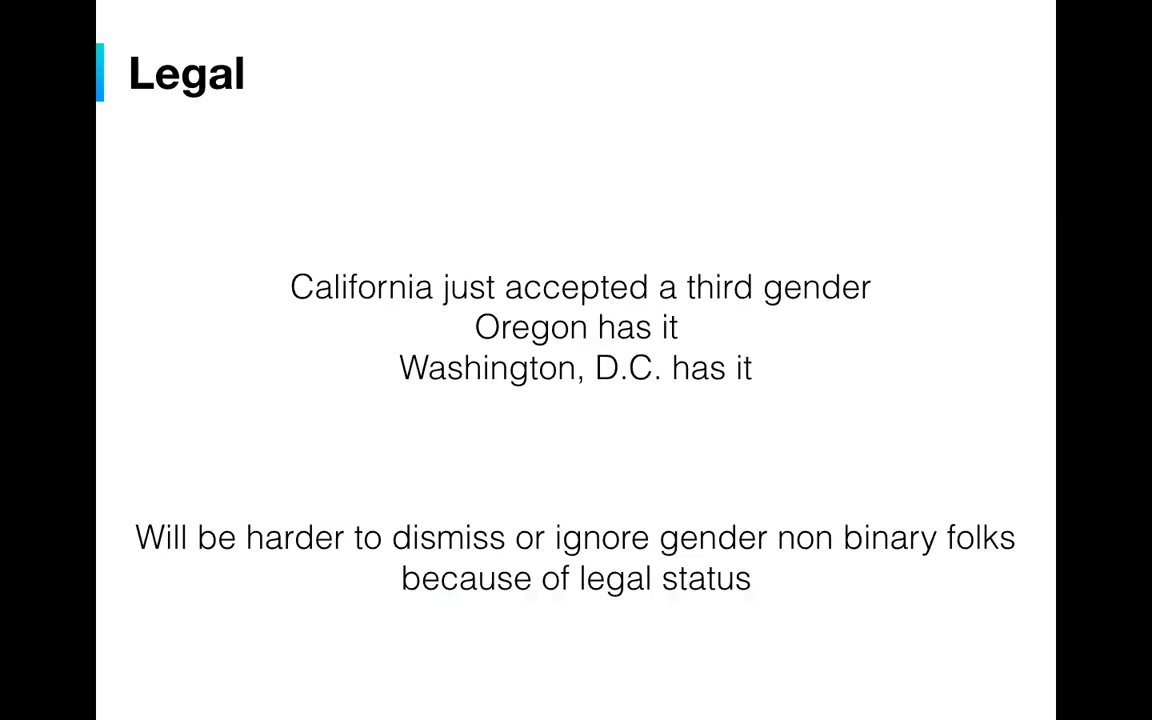 Legal
California just accepted a third gender
Oregon has it
Washington, D.C. has it
Will be harder to dismiss or ignore gender non binary folks
because of legal status